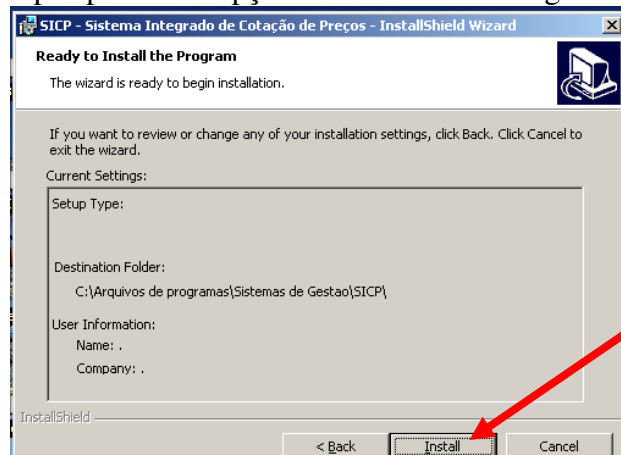 SICP - Sistema Integrado de Cotação de Preços - InstallShield Wizard
Ready to Install the Program
The wizard is ready to begin installation.
If you want to review or change any of your installation settings, click Back. Click Cancel to
exit the wizard.
Current Settings:
Setup Type:
Destination Folder:
C:\Arquivos de programas\Sistemas de Gestao\SICP\
User Information:
Name: .
Company: .
InstallShield
< Back Install Cancel